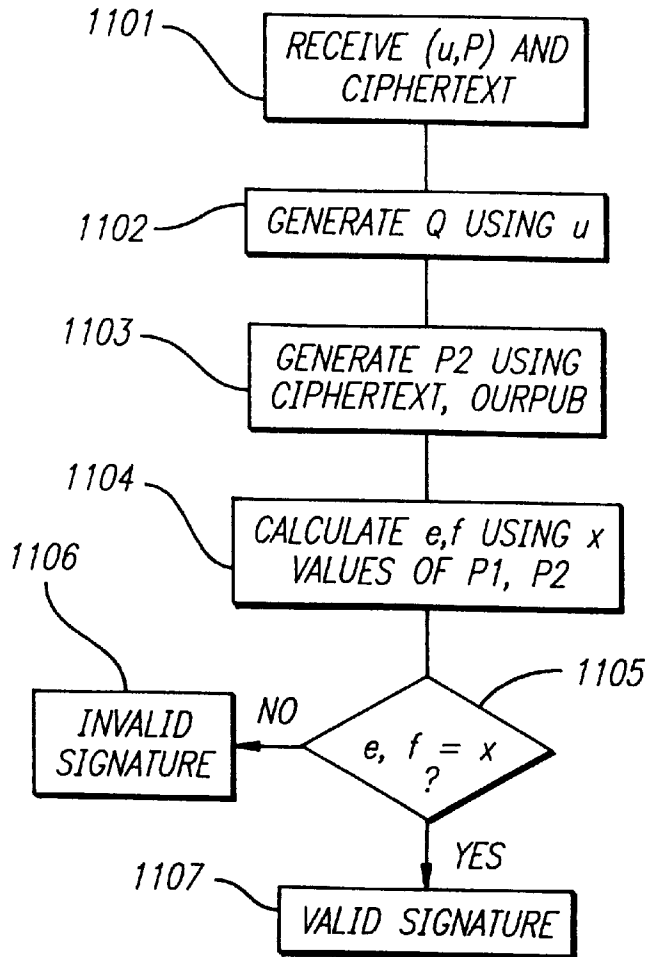 1101
RECEIVE (u,P) AND
CIPHERTEXT
1102
GENERATE Q USING u
1103
GENERATE P2 USING
CIPHERTEXT, OURPUB
1104
CALCULATE e,f USING x
VALUES OF P1, P2
1106
1105
INVALID
SIGNATURE
NO
e, f = x
?
YES
1107
VALID SIGNATURE